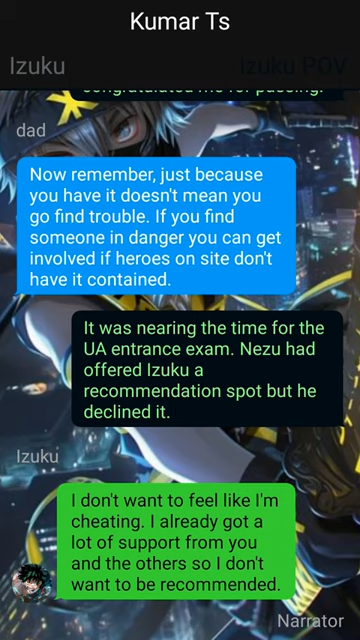 Kumar Ts
Izuku
Izuku POV
congratulated me for passing.
dad
Now remember, just because
you have it doesn't mean you
go find trouble. If you find
someone in danger you can get
involved if heroes on site don't
have it contained.
It was nearing the time for the
UA entrance exam. Nezu had
offered Izuku a
recommendation spot but he
declined it.
Izuku
I don't want to feel like I'm
cheating. I already got a
lot of support from you
and the others so I don't
want to be recommended.
Narrator